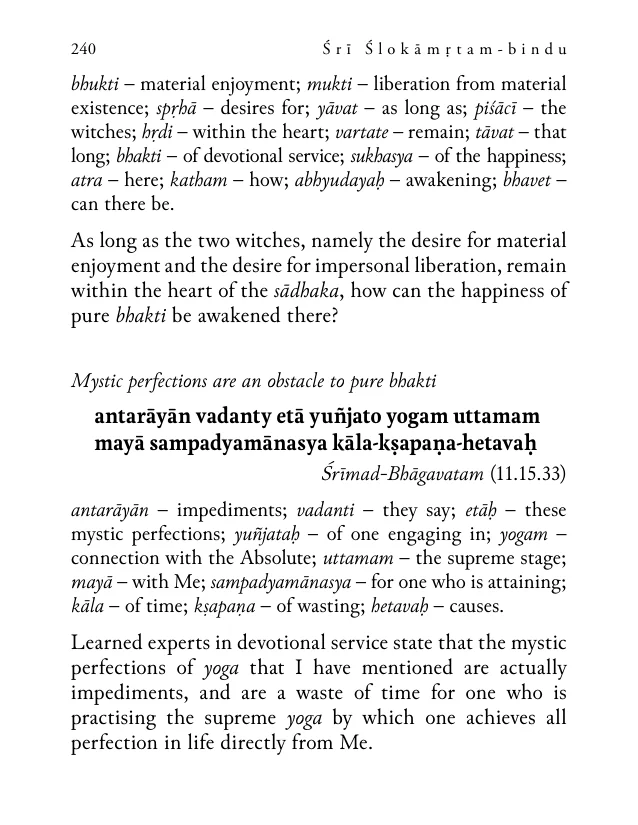 240 Śrī Ślokāmṛtam-bindu
bhukti – material enjoyment; mukti – liberation from material
existence; spṛhā – desires for; yāvat – as long as; piśācī – the
witches; hṛdi – within the heart; vartate – remain; tāvat – that
long; bhakti – of devotional service; sukhasya – of the happiness;
atra – here; katham – how; abhyudayaḥ – awakening; bhavet –
can there be.
As long as the two witches, namely the desire for material
enjoyment and the desire for impersonal liberation, remain
within the heart of the sādhaka, how can the happiness of
pure bhakti be awakened there?
Mystic perfections are an obstacle to pure bhakti
antarāyān vadanty etā yuñjato yogam uttamam
mayā sampadyamānasya kāla-kṣapaṇa-hetavaḥ
Śrīmad-Bhāgavatam (11.15.33)
antarāyān – impediments; vadanti – they say; etāḥ – these
mystic perfections; yuñjataḥ – of one engaging in; yogam –
connection with the Absolute; uttamam – the supreme stage;
mayā – with Me; sampadyamānasya – for one who is attaining;
kāla – of time; kṣapaṇa – of wasting; hetavaḥ – causes.
Learned experts in devotional service state that the mystic
perfections of yoga that I have mentioned are actually
impediments, and are a waste of time for one who is
practising the supreme yoga by which one achieves all
perfection in life directly from Me.